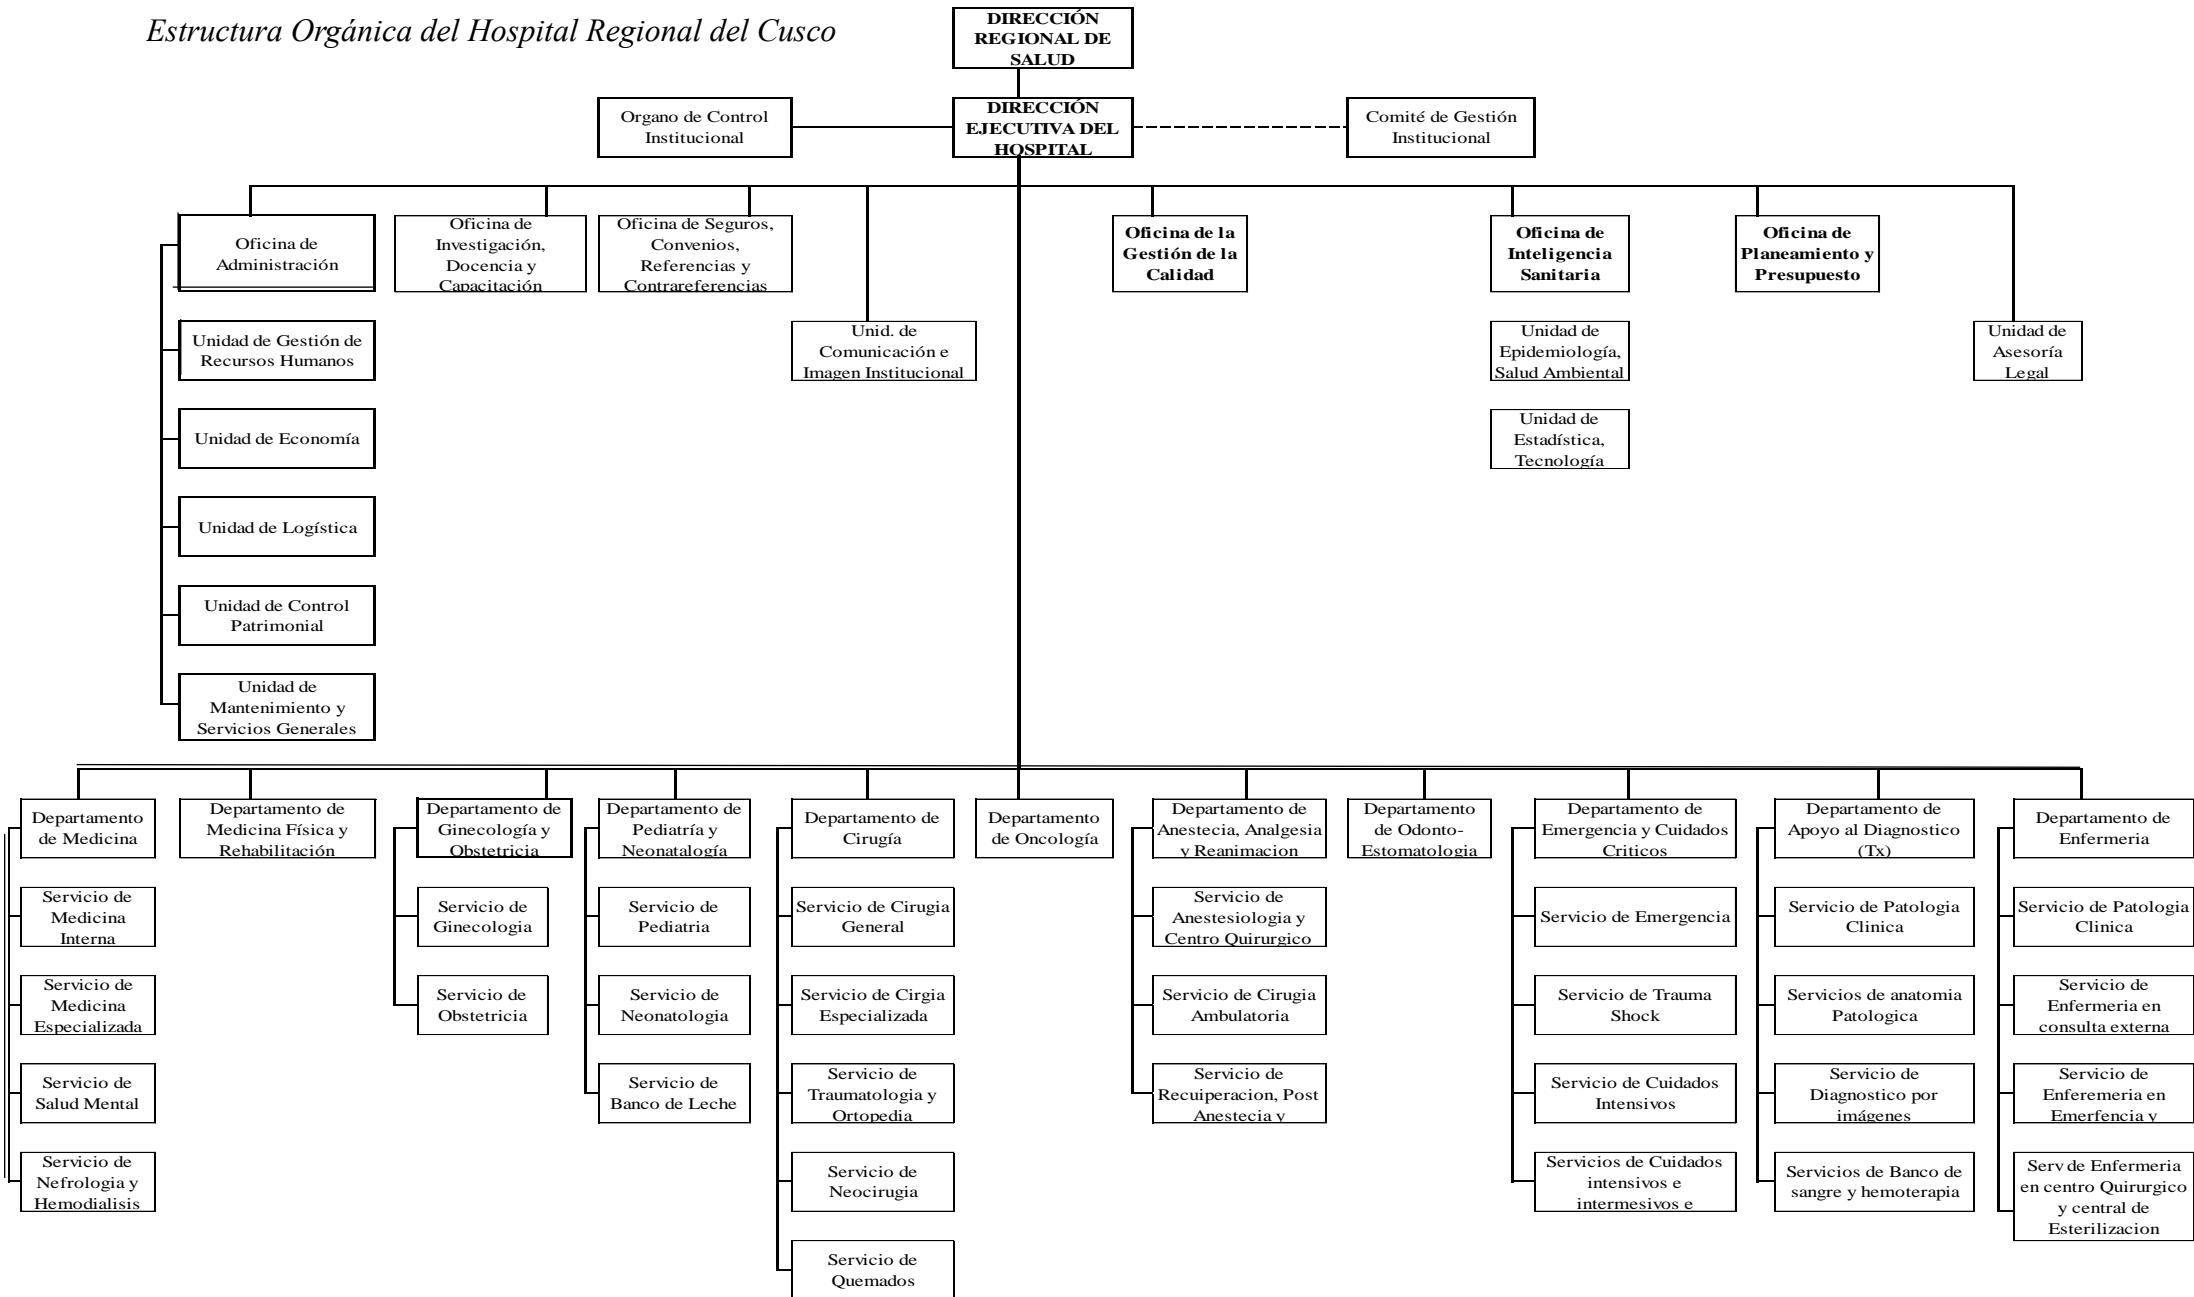 Estructura Orgánica del Hospital Regional del Cusco
DIRECCIÓN
REGIONAL DE
SALUD
Organo de Control
Institucional
DIRECCIÓN
EJECUTIVA DEL
HOSPITAL
Comité de Gestión
Institucional
Oficina de
Administración
Oficina de
Investigación,
Docencia y
Capacitación
Oficina de Seguros,
Convenios,
Referencias y
Contrareferencias
Oficina de la
Gestión de la
Calidad
Oficina de
Inteligencia
Sanitaria
Oficina de
Planeamiento y
Presupuesto
Unidad de Gestión de
Recursos Humanos
Unid. de
Comunicación e
Imagen Institucional
Unidad de
Epidemiología,
Salud Ambiental
Unidad de
Asesoría
Legal
Unidad de Economía
Unidad de
Estadística,
Tecnología
Unidad de Logística
Unidad de Control
Patrimonial
Unidad de
Mantenimiento y
Servicios Generales
Departamento
de Medicina
Departamento de
Medicina Física y
Rehabilitación
Departamento de
Ginecología y
Obstetricia
Departamento de
Pediatría y
Neonatalogía
Departamento de
Cirugía
Departamento
de Oncología
Departamento de
Anestecia, Analgesia
y Reanimacion
Departamento
de Odonto-
Estomatologia
Departamento de
Emergencia y Cuidados
Criticos
Departamento de
Apoyo al Diagnostico
(Tx)
Departamento de
Enfermeria
Servicio de
Medicina
Interna
Servicio de
Ginecologia
Servicio de
Pediatria
Servicio de Cirugia
General
Servicio de
Anestesiologia y
Centro Quirurgico
Servicio de Emergencia
Servicio de Patologia
Clinica
Servicio de Patologia
Clinica
Servicio de
Medicina
Especializada
Servicio de
Obstetricia
Servicio de
Neonatologia
Servicio de Cirgia
Especializada
Servicio de Cirugia
Ambulatoria
Servicio de Trauma
Shock
Servicios de anatomia
Patologica
Servicio de
Enfermeria en
consulta externa
Servicio de
Salud Mental
Servicio de
Banco de Leche
Servicio de
Traumatologia y
Ortopedia
Servicio de
Recuiperacion, Post
Anestecia y
Servicio de Cuidados
Intensivos
Servicio de
Diagnostico por
imágenes
Servicio de
Enferemeria en
Emerfencia y
Servicio de
Nefrologia y
Hemodialisis
Servicio de
Neocirugia
Servicios de Cuidados
intensivos e
intermesivos e
Servicios de Banco de
sangre y hemoterapia
Serv de Enfermeria
en centro Quirurgico
y central de
Esterilizacion
Servicio de
Quemados